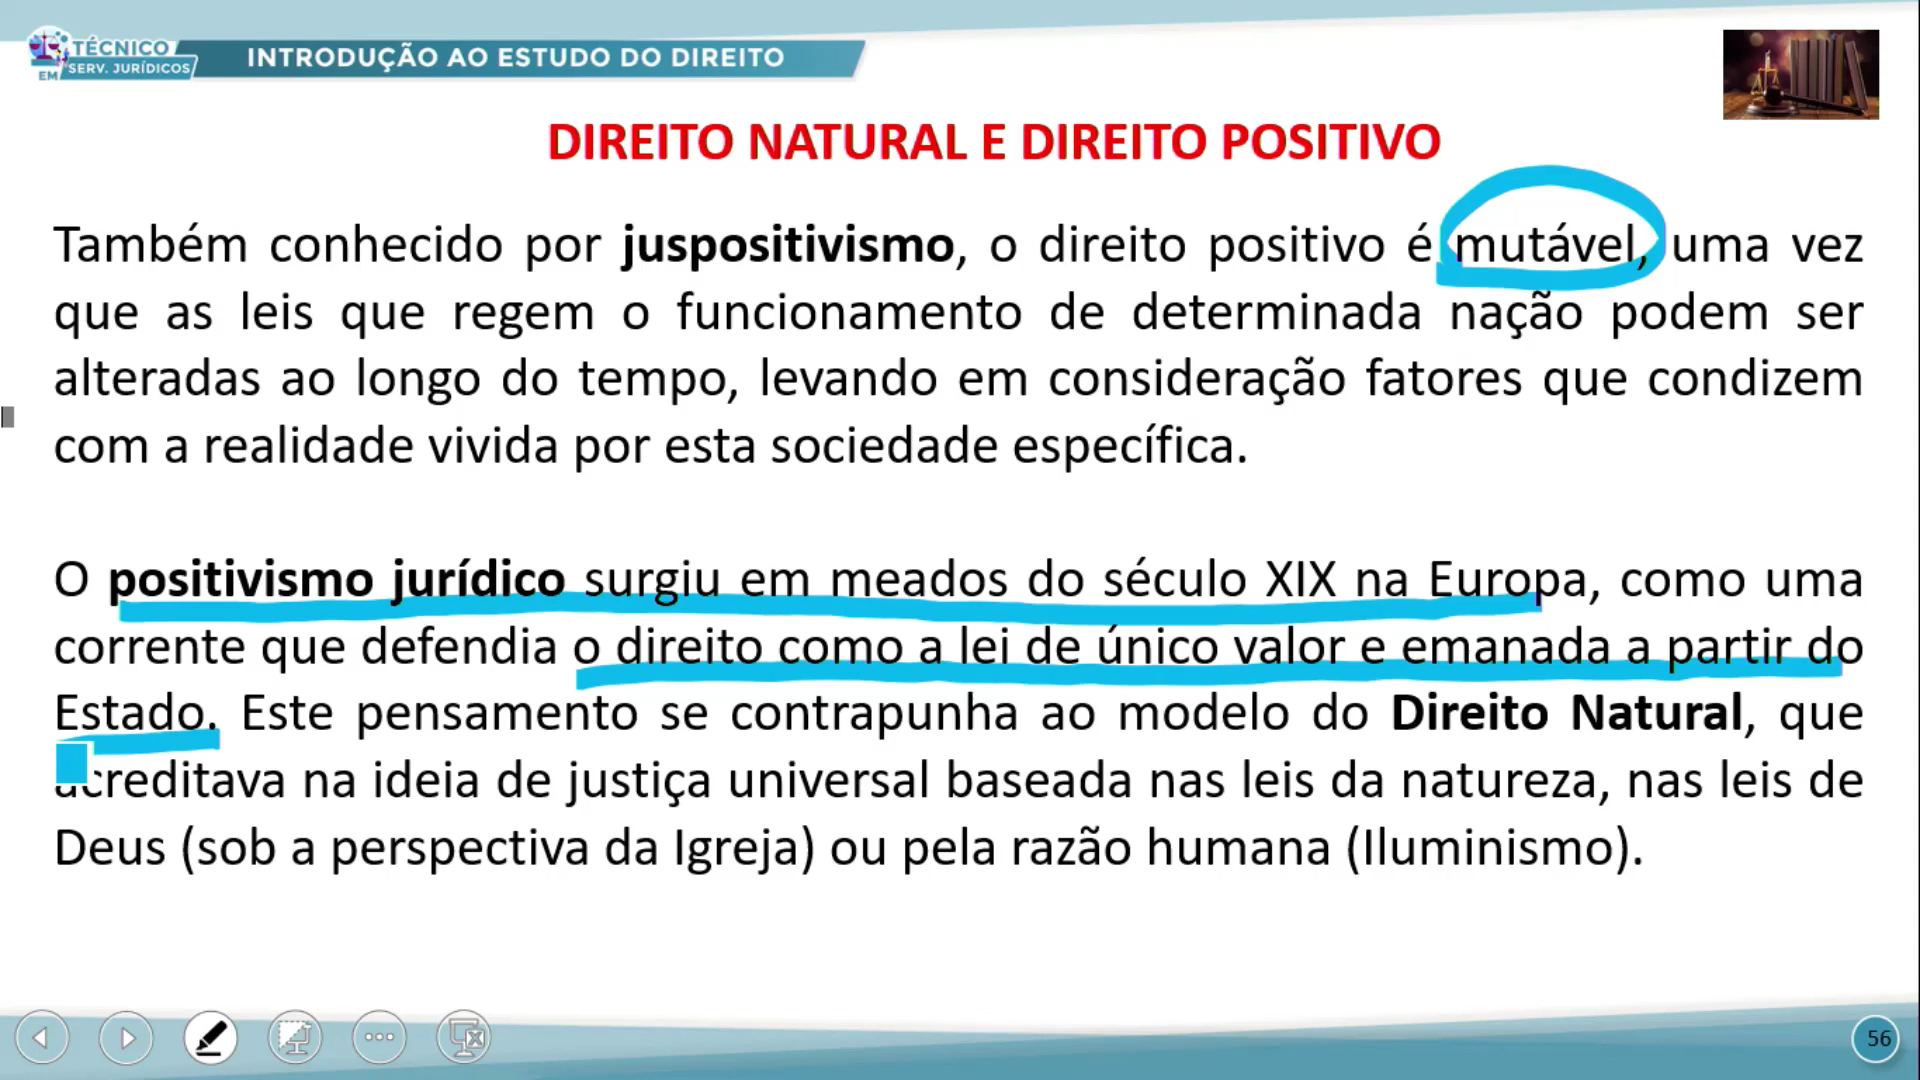 TÉCNICO
EM SERV. JURÍDICOS
INTRODUÇÃO AO ESTUDO DO DIREITO
DIREITO NATURAL E DIREITO POSITIVO
Também conhecido por juspositivismo, o direito positivo é mutável, uma vez
que as leis que regem o funcionamento de determinada nação podem ser
alteradas ao longo do tempo, levando em consideração fatores que condizem
com a realidade vivida por esta sociedade específica.
O positivismo jurídico surgiu em meados do século XIX na Europa, como uma
corrente que defendia o direito como a lei de único valor e emanada a partir do
Estado. Este pensamento se contrapunha ao modelo do Direito Natural, que
acreditava na ideia de justiça universal baseada nas leis da natureza, nas leis de
Deus (sob a perspectiva da Igreja) ou pela razão humana (Iluminismo).
56